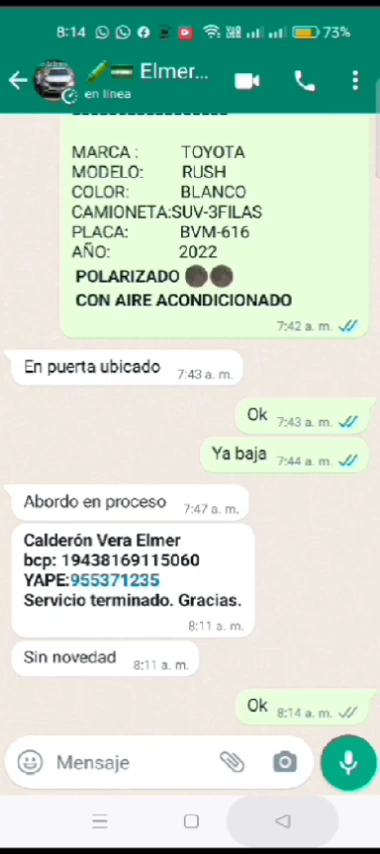 8:14 73%
Elmer...
en línea
MARCA : TOYOTA
MODELO: RUSH
COLOR: BLANCO
CAMIONETA:SUV-3FILAS
PLACA: BVM-616
AÑO: 2022
POLARIZADO
CON AIRE ACONDICIONADO
7:42 a. m.
En puerta ubicado 7:43 a. m.
Ok 7:43 a. m.
Ya baja 7:44 a. m.
Abordo en proceso 7:47 a. m.
Calderón Vera Elmer
bcp: 19438169115060
YAPE:955371235
Servicio terminado. Gracias.
8:11 a. m.
Sin novedad 8:11 a. m.
Ok 8:14 a. m.
Mensaje